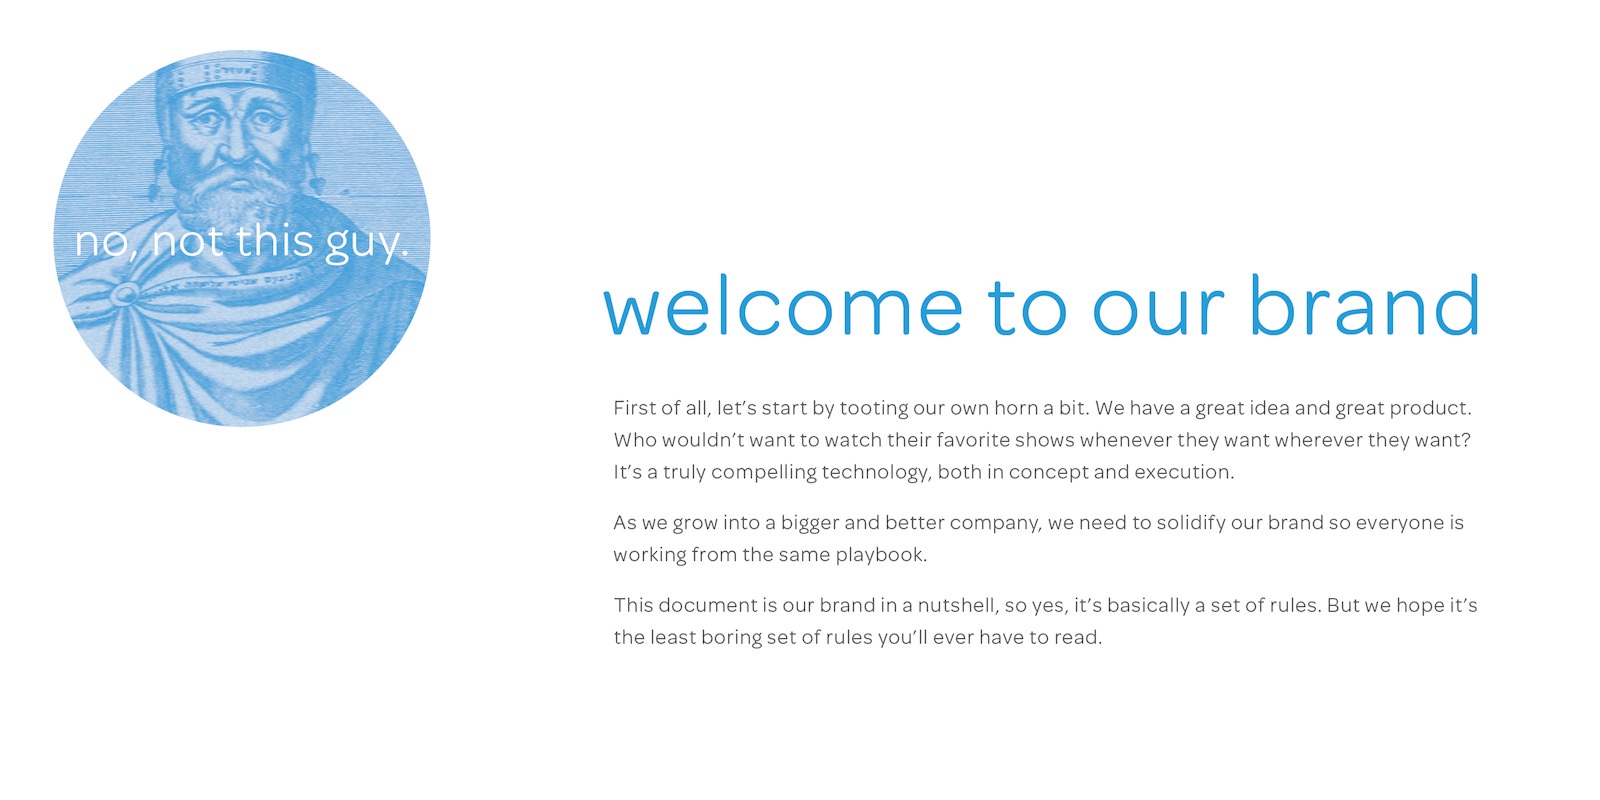 no, not this guy.
welcome to our brand
First of all, let’s start by tooting our own horn a bit. We have a great idea and great product.
Who wouldn’t want to watch their favorite shows whenever they want wherever they want?
It’s a truly compelling technology, both in concept and execution.
As we grow into a bigger and better company, we need to solidify our brand so everyone is
working from the same playbook.
This document is our brand in a nutshell, so yes, it’s basically a set of rules. But we hope it’s
the least boring set of rules you’ll ever have to read.